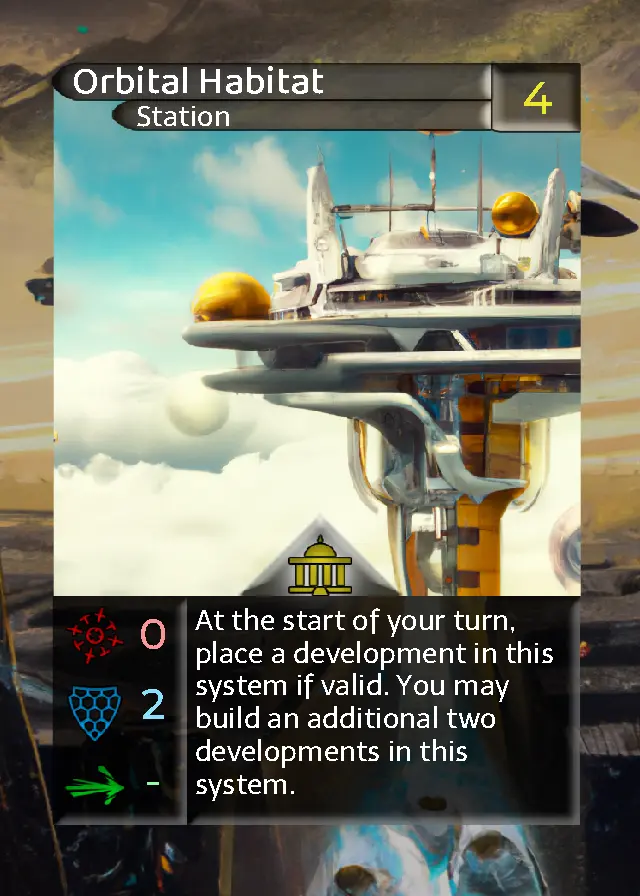 Orbital Habitat
4
Station
0
2
-
At the start of your turn,
place a development in this
system if valid. You may
build an additional two
developments in this
system.